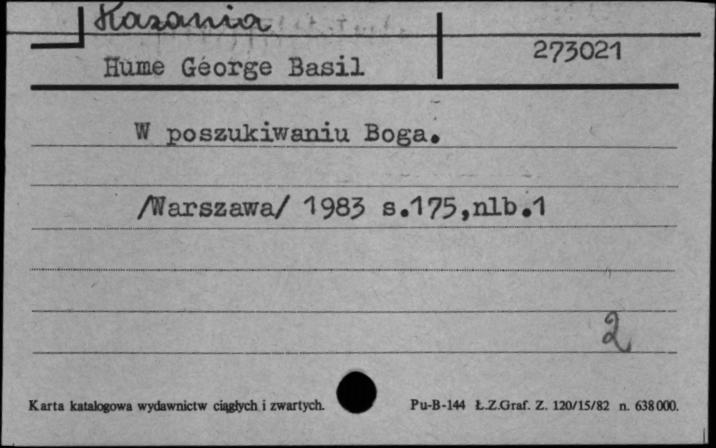 Kazania
273021
Hume George Basil
W poszukiwaniu Boga.
/Warszawa/ 1983 s.175,nlb.1
2
Karta katalogowa wydawnictw ciągłych i zwartych.
Pu-B-144 Ł.Z.Graf. Z. 120/15/82 n. 638000.